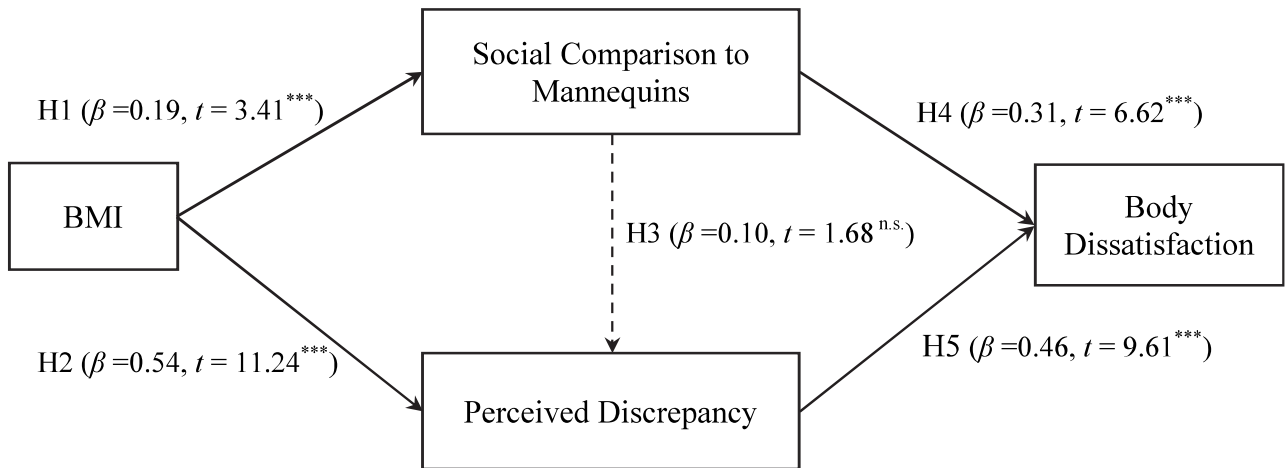 Social Comparison to
Mannequins
H1 (β =0.19, t = 3.41***)
H4 (β =0.31, t = 6.62***)
BMI
H3 (β =0.10, t = 1.68 n.s.)
Body
Dissatisfaction
H2 (β =0.54, t = 11.24***)
H5 (β =0.46, t = 9.61***)
Perceived Discrepancy